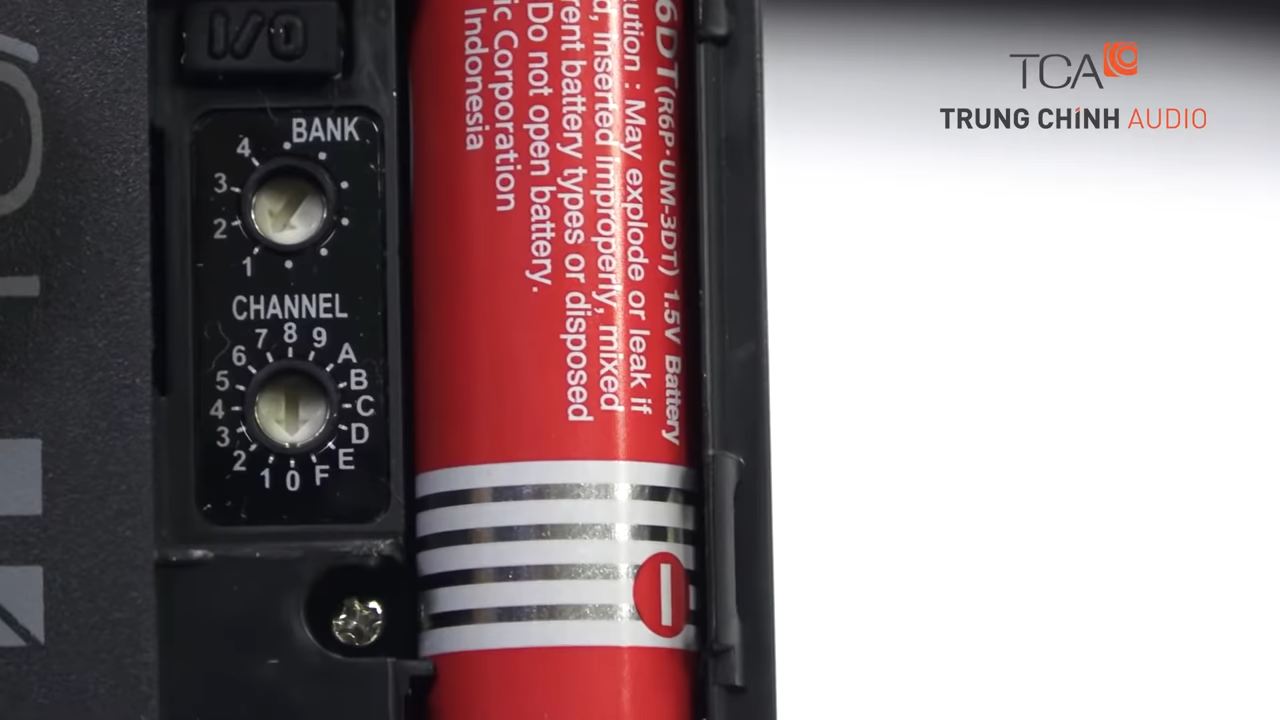 I/O
BANK
4
3
2
1
CHANNEL
7 8 9
6 A
5 B
4 C
3 D
2 E
1 0 F
6DT(R6P·UM-3DT) 1.5V Battery
ution : May explode or leak if
d, inserted improperly, mixed
rent battery types or disposed
Do not open battery.
ic Corporation
Indonesia
TCA
TRUNG CHÍNH AUDIO